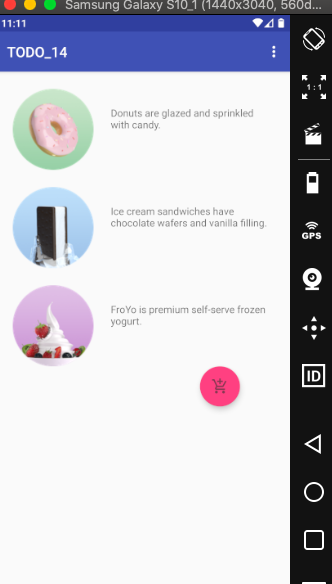 Samsung Galaxy S10_1 (1440x3040, 560d...
11:11
TODO_14
Donuts are glazed and sprinkled
with candy.
Ice cream sandwiches have
chocolate wafers and vanilla filling.
FroYo is premium self-serve frozen
yogurt.
1:1
GPS
ID